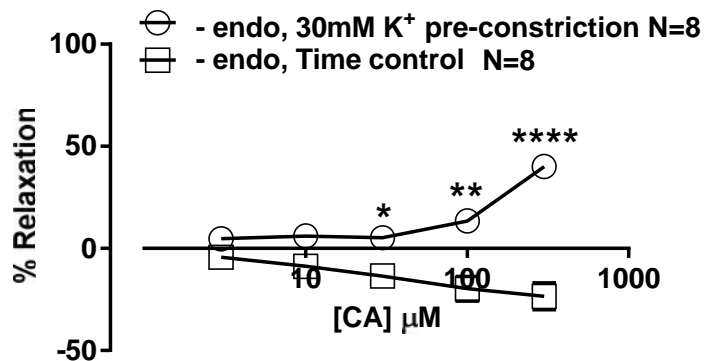 - endo, 30mM K⁺ pre-constriction N=8
- endo, Time control N=8
100
50
0
-50
% Relaxation
*
**
****
10
100
1000
[CA] μM